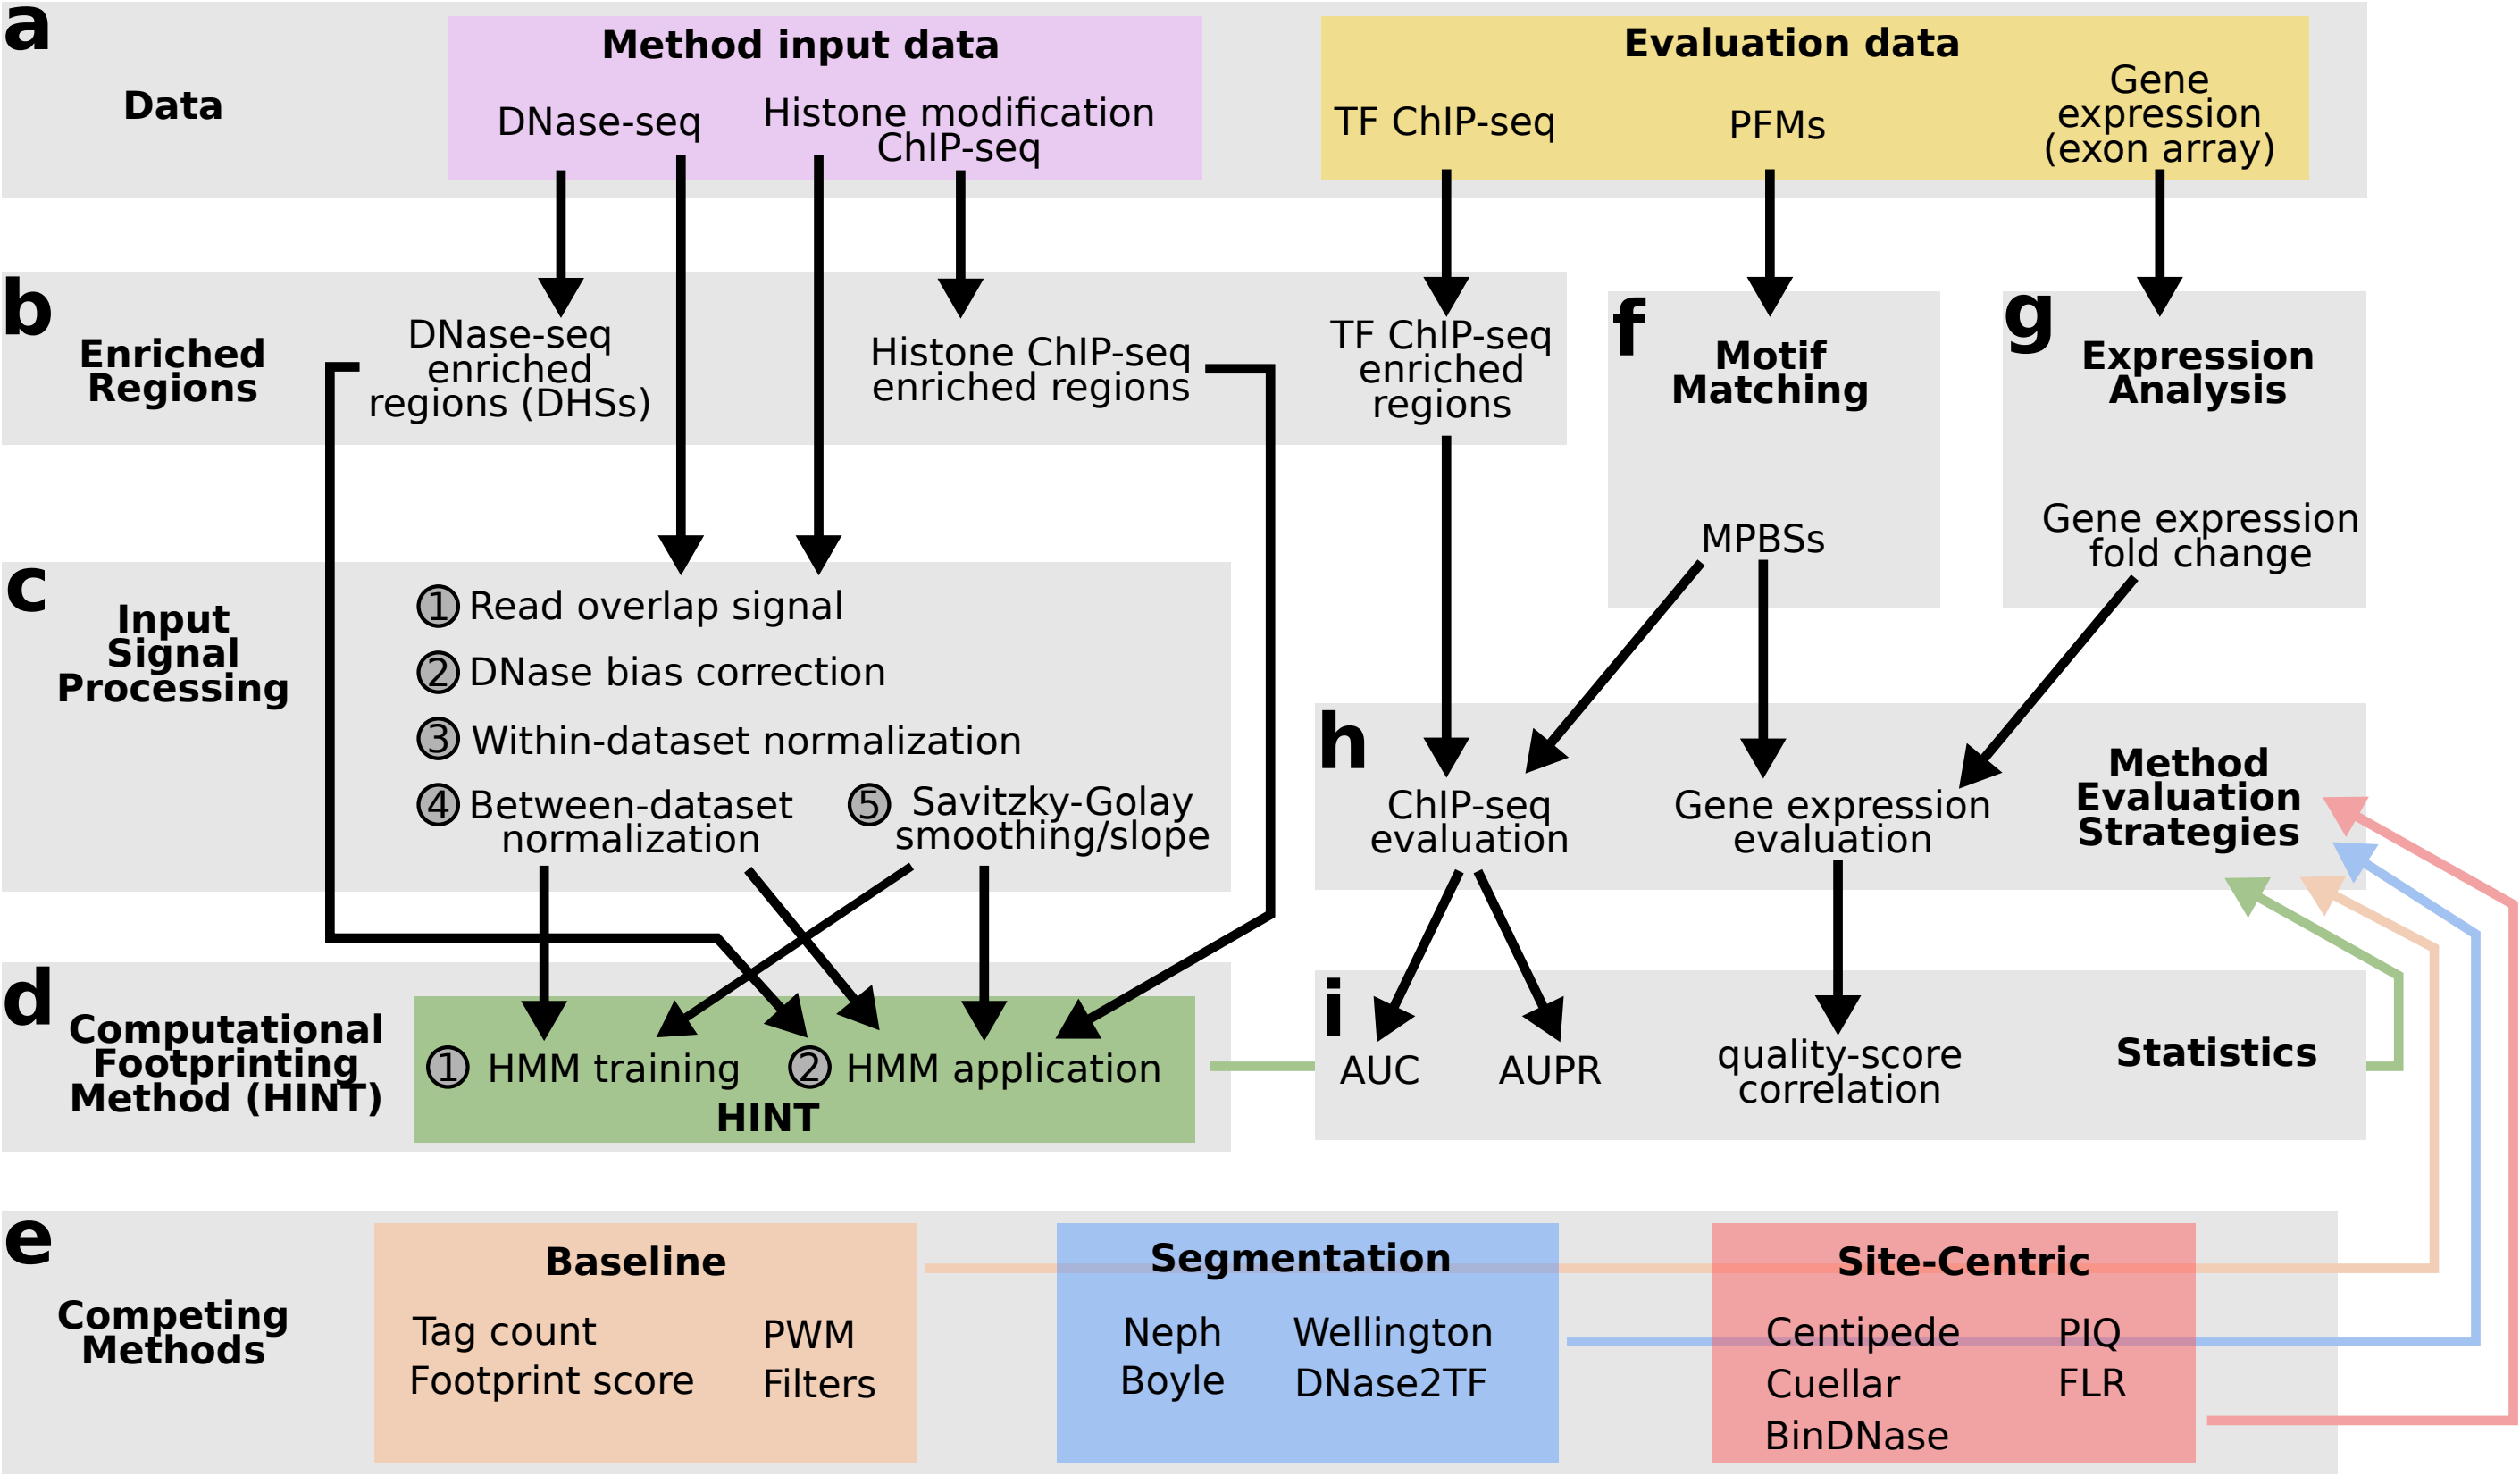 a
Data
Method input data
DNase-seq
Histone modification
ChIP-seq
Evaluation data
TF ChIP-seq
PFMs
Gene
expression
(exon array)
b
Enriched
Regions
DNase-seq
enriched
regions (DHSs)
Histone ChIP-seq
enriched regions
TF ChIP-seq
enriched
regions
f
Motif
Matching
MPBSs
g
Expression
Analysis
Gene expression
fold change
c
Input
Signal
Processing
1 Read overlap signal
2 DNase bias correction
3 Within-dataset normalization
4 Between-dataset
normalization
5 Savitzky-Golay
smoothing/slope
h
ChIP-seq
evaluation
Gene expression
evaluation
Method
Evaluation
Strategies
d
Computational
Footprinting
Method (HINT)
1 HMM training
2 HMM application
HINT
i
AUC
AUPR
quality-score
correlation
Statistics
e
Competing
Methods
Baseline
Tag count
PWM
Footprint score
Filters
Segmentation
Neph
Wellington
Boyle
DNase2TF
Site-Centric
Centipede
PIQ
Cuellar
FLR
BinDNase